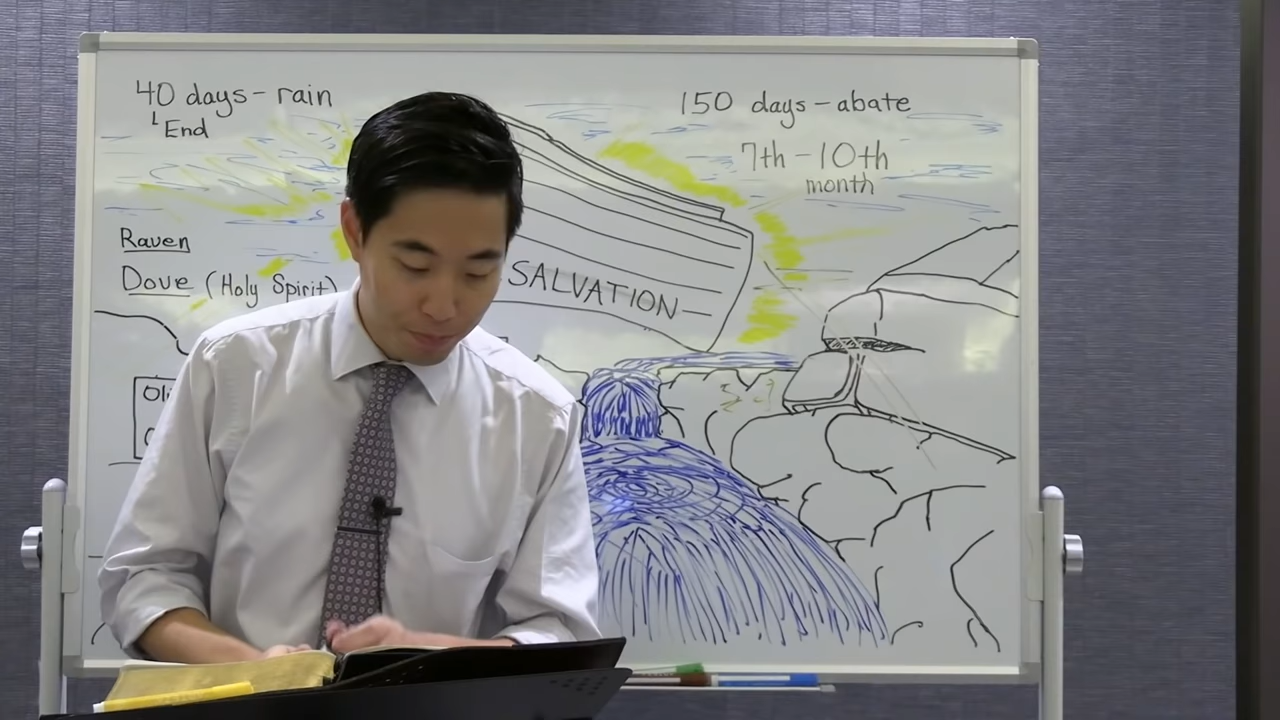 40 days - rain
└End
150 days - abate
7th - 10th
month
Raven
Dove (Holy Spirit)
SALVATION